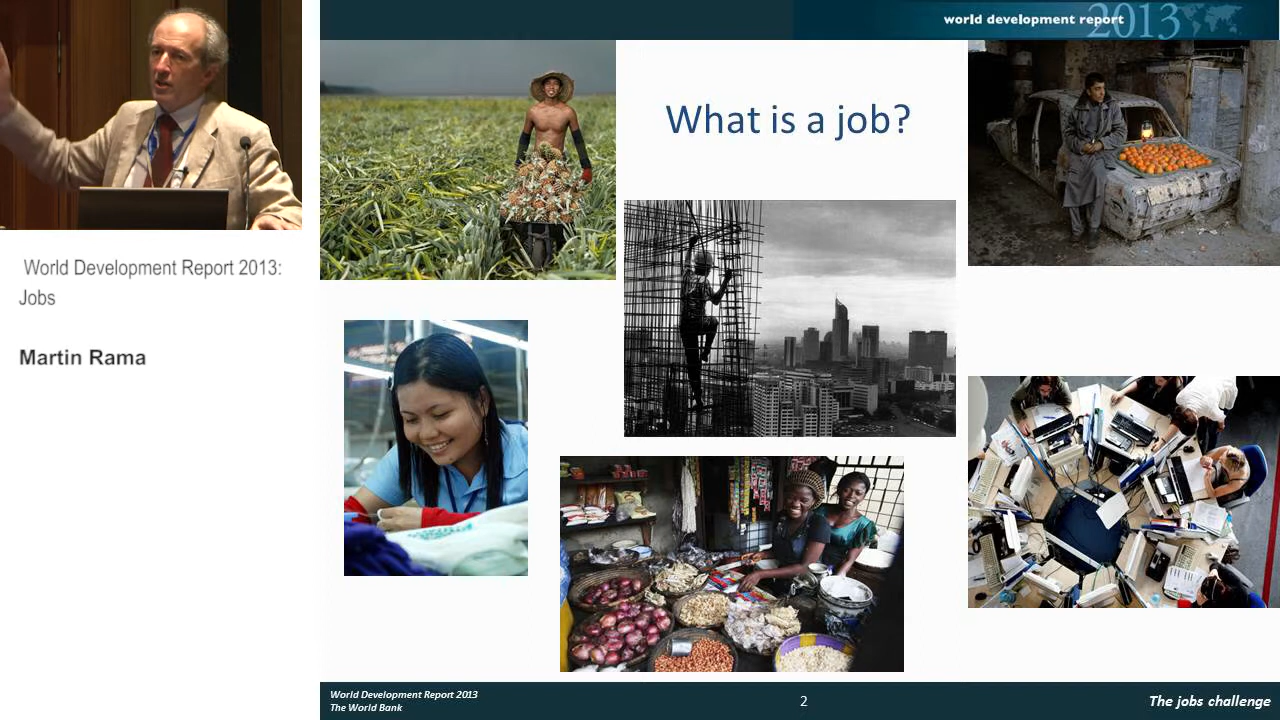 World Development Report 2013:
Jobs
Martin Rama
world development report 2013
What is a job?
World Development Report 2013
The World Bank
2
The jobs challenge